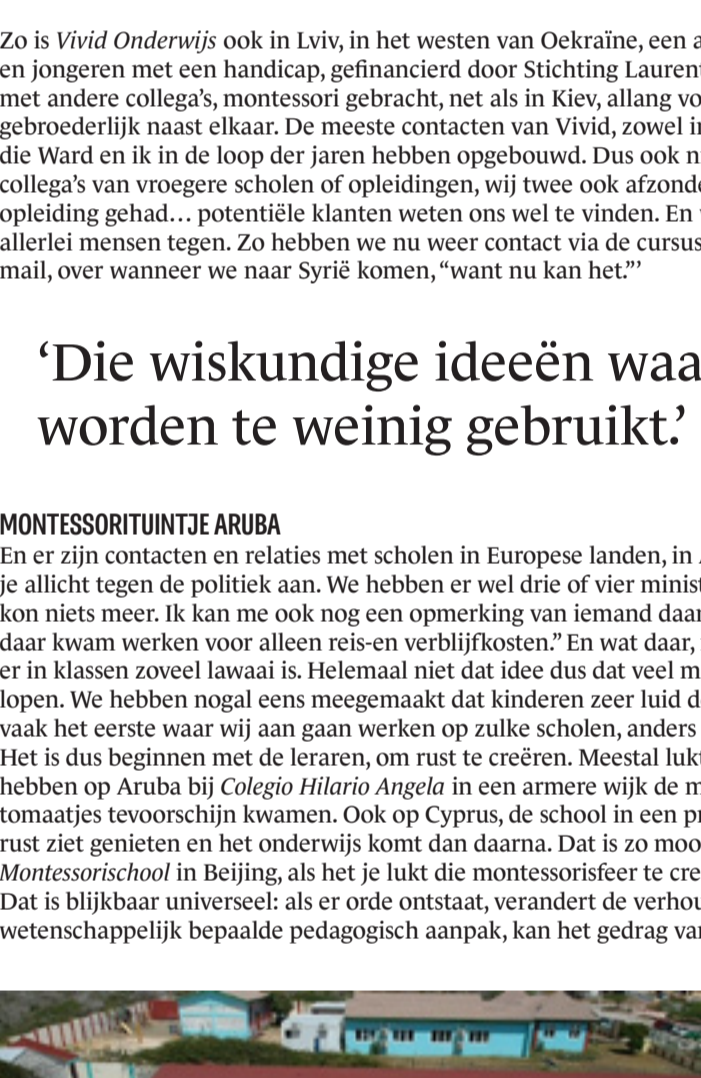 Zo is Vivid Onderwijs ook in Lviv, in het westen van Oekraïne, een
en jongeren met een handicap, gefinancierd door Stichting
met andere collega’s, montessori gebracht, net als in Kiev, allang
gebroederlijk naast elkaar. De meeste contacten van Vivid, zowel
die Ward en ik in de loop der jaren hebben opgebouwd. Dus ook
collega’s van vroegere scholen of opleidingen, wij twee ook
opleiding gehad… potentiële klanten weten ons wel te vinden. En
allerlei mensen tegen. Zo hebben we nu weer contact via de cursus
mail, over wanneer we naar Syrië komen, “want nu kan het.”’
‘Die wiskundige ideeën
worden te weinig gebruikt.’
MONTESSORITUINTJE ARUBA
En er zijn contacten en relaties met scholen in Europese landen, in
je allicht tegen de politiek aan. We hebben er wel drie of vier
kon niets meer. Ik kan me ook nog een opmerking van iemand
daar kwam werken voor alleen reis-en verblijfkosten.” En wat daar,
er in klassen zoveel lawaai is. Helemaal niet dat idee dus dat veel
lopen. We hebben nogal eens meegemaakt dat kinderen zeer luid
vaak het eerste waar wij aan gaan werken op zulke scholen, anders
Het is dus beginnen met de leraren, om rust te creëren. Meestal
hebben op Aruba bij Colegio Hilario Angela in een armere wijk de
tomaatjes tevoorschijn kwamen. Ook op Cyprus, de school in een
rust ziet genieten en het onderwijs komt dan daarna. Dat is zo
Montessorischool in Beijing, als het je lukt die montessorisfeer te
Dat is blijkbaar universeel: als er orde ontstaat, verandert de
wetenschappelijk bepaalde pedagogisch aanpak, kan het gedrag